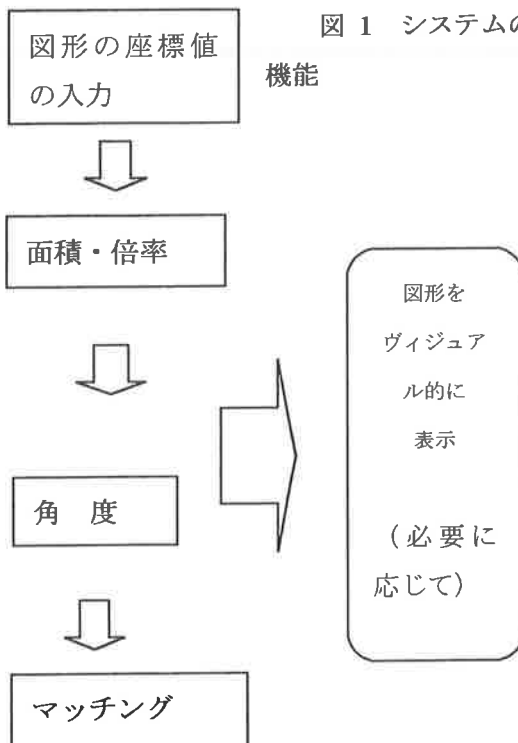 図 1 システムの
機能
図形の座標値
の入力
面積・倍率
角 度
マッチング
図形を
ヴィジュア
ル的に
表示
(必要に
応じて)